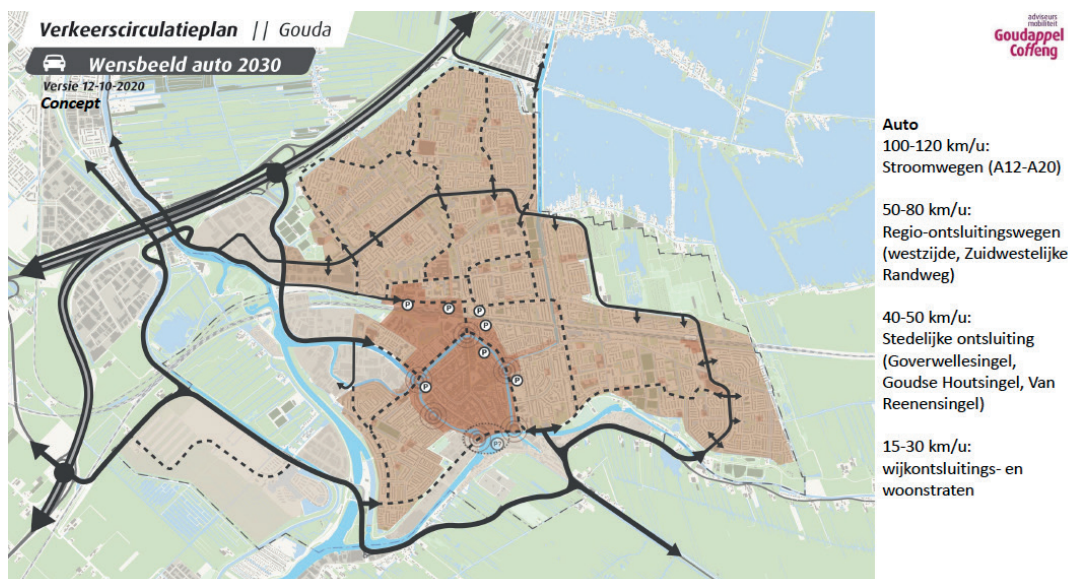 Verkeerscirculatieplan || Gouda
Wensbeeld auto 2030
Versie 12-10-2020
Concept
adviseurs
mobiliteit
Goudappel
Coffeng
Auto
100-120 km/u:
Stroomwegen (A12-A20)
50-80 km/u:
Regio-ontsluitingswegen
(westzijde, Zuidwestelijke
Randweg)
40-50 km/u:
Stedelijke ontsluiting
(Goverwellesingel,
Goudse Houtsingel, Van
Reenensingel)
15-30 km/u:
wijkontsluitings- en
woonstraten
P
P
P
P
P
P
P
P?